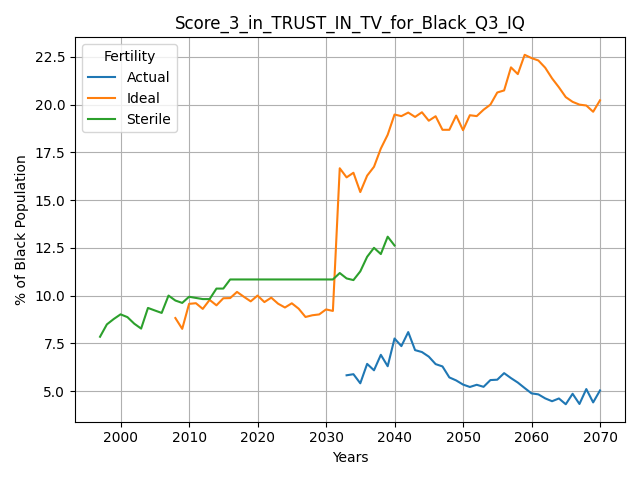 Score_3_in_TRUST_IN_TV_for_Black_Q3_IQ
Fertility
Actual
Ideal
Sterile
% of Black Population
22.5
20.0
17.5
15.0
12.5
10.0
7.5
5.0
2000 2010 2020 2030 2040 2050 2060 2070
Years